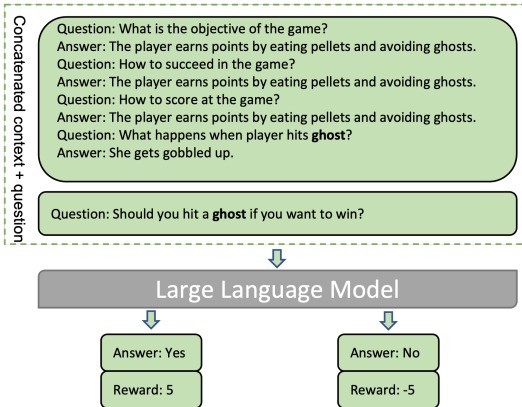 Concatenated context + question
Question: What is the objective of the game?
Answer: The player earns points by eating pellets and avoiding ghosts.
Question: How to succeed in the game?
Answer: The player earns points by eating pellets and avoiding ghosts.
Question: How to score at the game?
Answer: The player earns points by eating pellets and avoiding ghosts.
Question: What happens when player hits ghost?
Answer: She gets gobbled up.
Question: Should you hit a ghost if you want to win?
Large Language Model
Answer: Yes
Reward: 5
Answer: No
Reward: -5